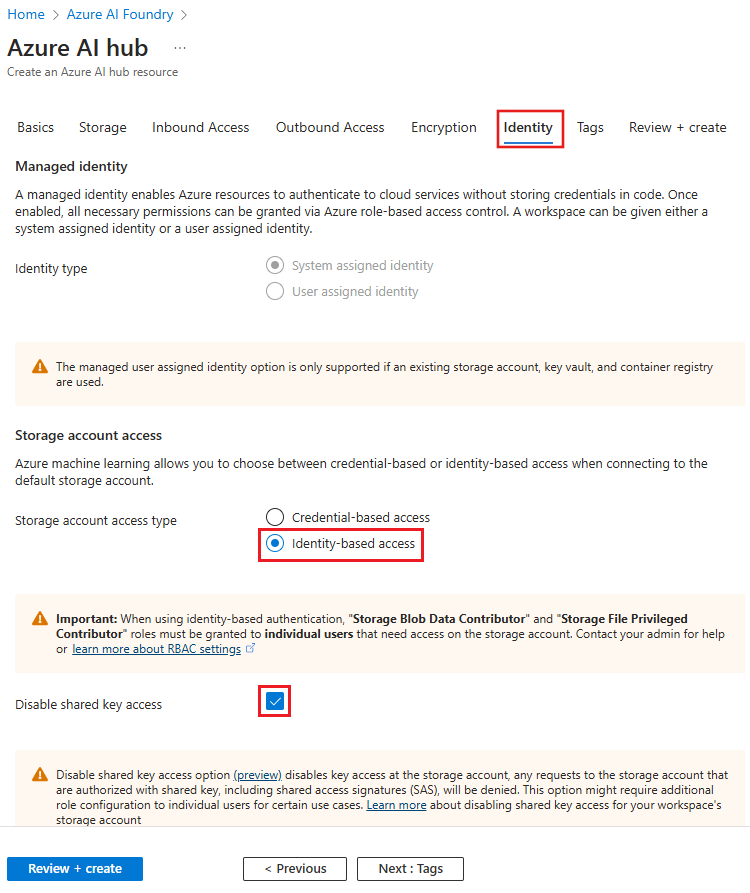 Home > Azure AI Foundry >
Azure AI hub ...
Create an Azure AI hub resource
Basics Storage Inbound Access Outbound Access Encryption Identity Tags Review + create
Managed identity
A managed identity enables Azure resources to authenticate to cloud services without storing credentials in code. Once
enabled, all necessary permissions can be granted via Azure role-based access control. A workspace can be given either a
system assigned identity or a user assigned identity.
Identity type
System assigned identity
User assigned identity
The managed user assigned identity option is only supported if an existing storage account, key vault, and container registry
are used.
Storage account access
Azure machine learning allows you to choose between credential-based or identity-based access when connecting to the
default storage account.
Storage account access type
Credential-based access
Identity-based access
Important: When using identity-based authentication, "Storage Blob Data Contributor" and "Storage File Privileged
Contributor" roles must be granted to individual users that need access on the storage account. Contact your admin for help
or learn more about RBAC settings
Disable shared key access
Disable shared key access option (preview) disables key access at the storage account, any requests to the storage account that
are authorized with shared key, including shared access signatures (SAS), will be denied. This option might require additional
role configuration to individual users for certain use cases. Learn more about disabling shared key access for your workspace's
storage account
Review + create < Previous Next : Tags